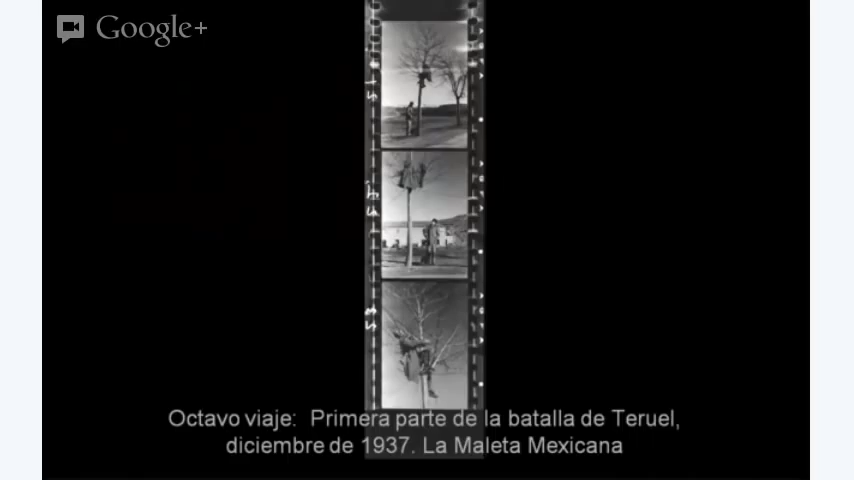 Google+
Octavo viaje:  Primera parte de la batalla de Teruel,
diciembre de 1937. La Maleta Mexicana